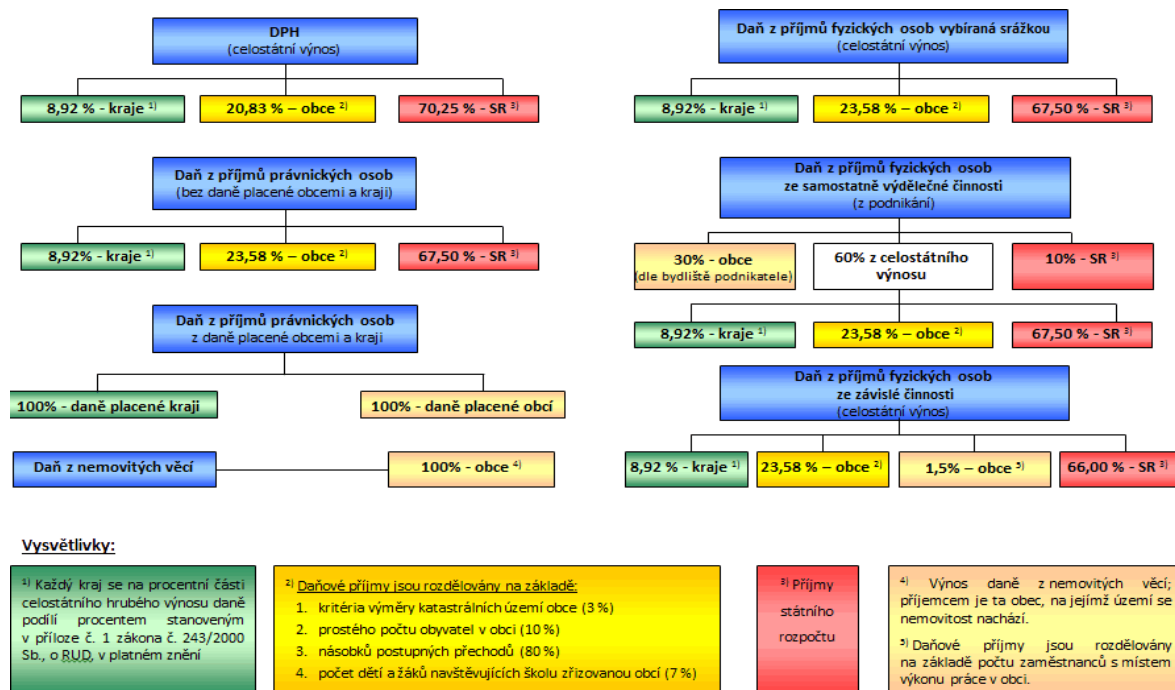 DPH
(celostátní výnos)
8,92 % - kraje ¹⁾
20,83 % – obce ²⁾
70,25 % - SR ³⁾
Daň z příjmů právnických osob
(bez daně placené obcemi a kraji)
8,92% - kraje ¹⁾
23,58 % – obce ²⁾
67,50 % - SR ³⁾
Daň z příjmů právnických osob
z daně placené obcemi a kraji
100% - daně placené kraji
100% - daně placené obcí
Daň z nemovitých věcí
100% - obce ⁴⁾
Daň z příjmů fyzických osob vybíraná srážkou
(celostátní výnos)
8,92% - kraje ¹⁾
23,58% – obce ²⁾
67,50 % - SR ³⁾
Daň z příjmů fyzických osob
ze samostatně výdělečné činnosti
(z podnikání)
30% - obce
(dle bydliště podnikatele)
60% z celostátního
výnosu
10% - SR ³⁾
8,92% - kraje ¹⁾
23,58% – obce ²⁾
67,50 % - SR ³⁾
Daň z příjmů fyzických osob
ze závislé činnosti
(celostátní výnos)
8,92 % - kraje ¹⁾
23,58 % – obce ²⁾
1,5% – obce ⁵⁾
66,00 % - SR ³⁾
Vysvětlivky:
¹⁾ Každý kraj se na procentní části
celostátního hrubého výnosu daně
podílí procentem stanoveným
v příloze č. 1 zákona č. 243/2000
Sb., o RUD, v platném znění
²⁾ Daňové příjmy jsou rozdělovány na základě:
1. kritéria výměry katastrálních území obce (3 %)
2. prostého počtu obyvatel v obci (10 %)
3. násobků postupných přechodů (80 %)
4. počet dětí a žáků navštěvujících školu zřizovanou obcí (7 %)
³⁾ Příjmy
státního
rozpočtu
⁴⁾ Výnos daně z nemovitých věcí;
příjemcem je ta obec, na jejímž území se
nemovitost nachází.
⁵⁾ Daňové příjmy jsou rozdělovány
na základě počtu zaměstnanců s místem
výkonu práce v obci.